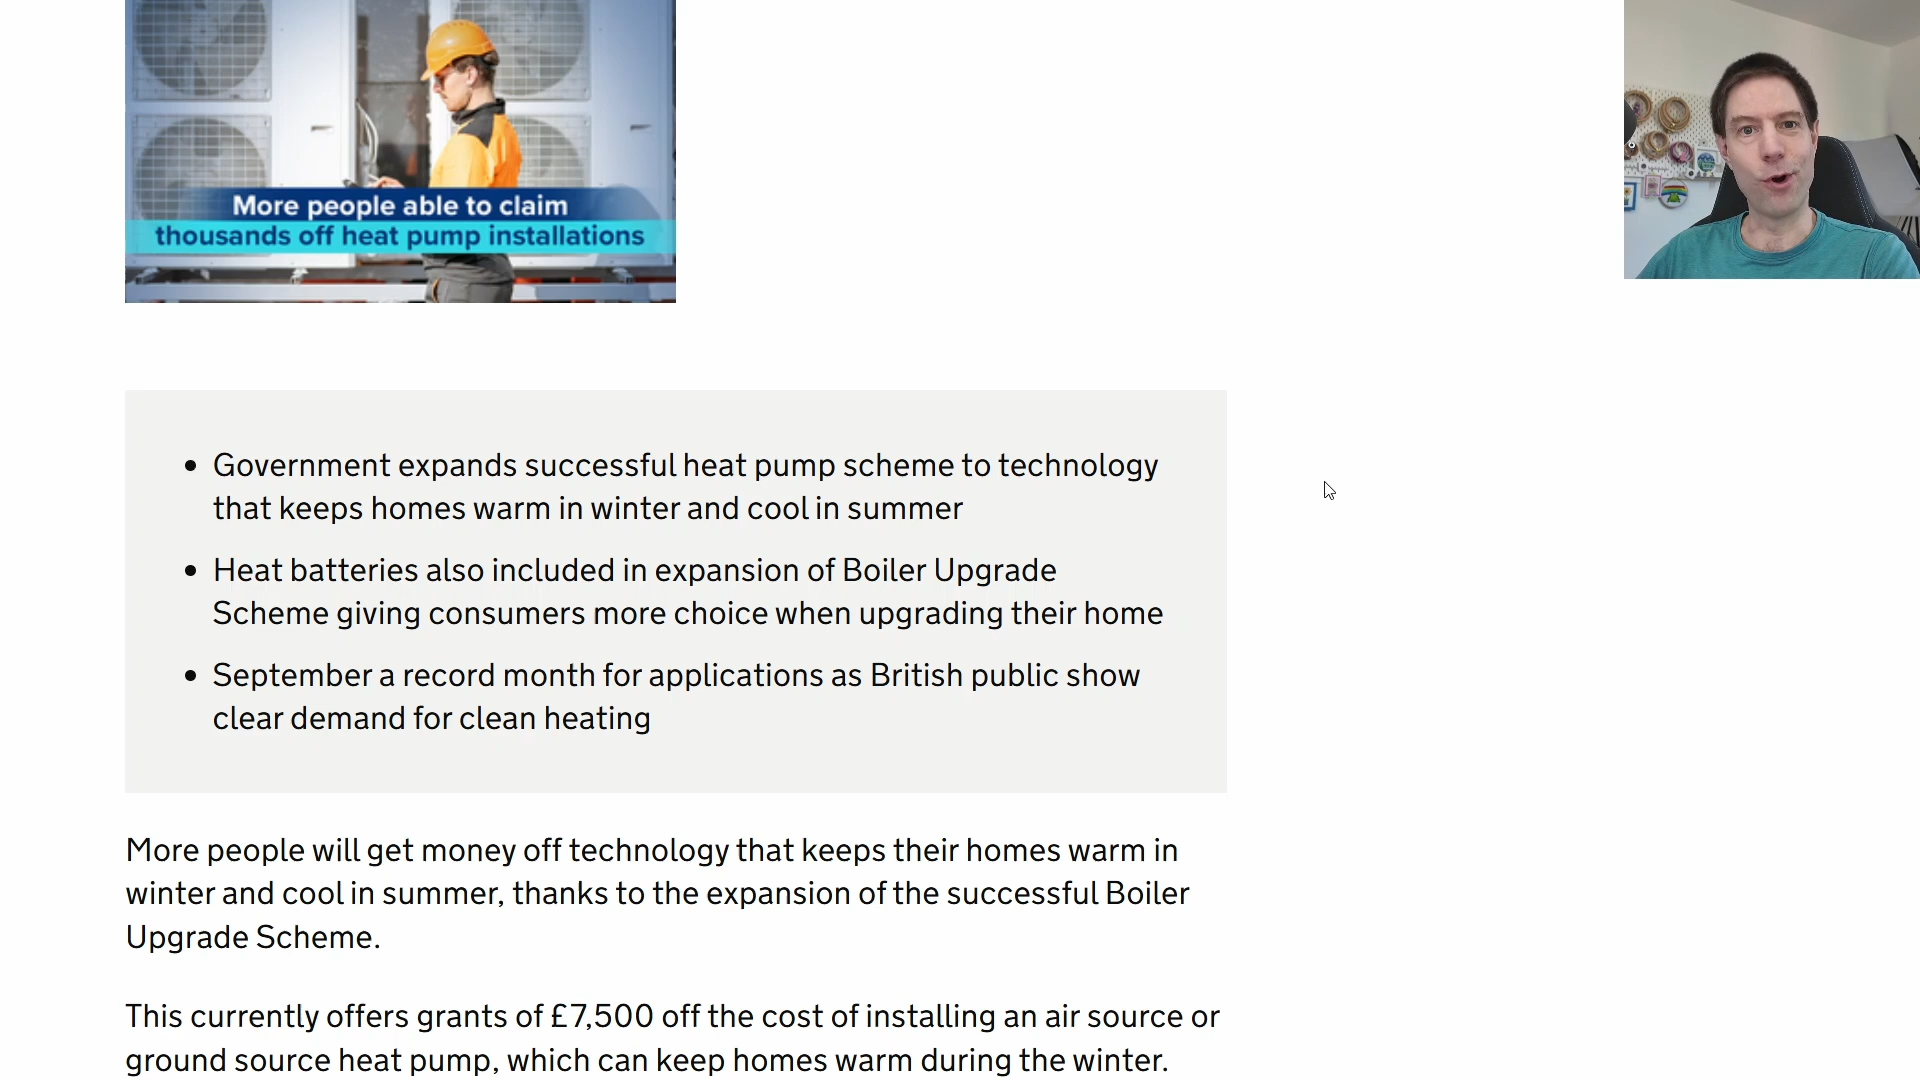 More people able to claim
thousands off heat pump installations
• Government expands successful heat pump scheme to technology
that keeps homes warm in winter and cool in summer
• Heat batteries also included in expansion of Boiler Upgrade
Scheme giving consumers more choice when upgrading their home
• September a record month for applications as British public show
clear demand for clean heating
More people will get money off technology that keeps their homes warm in
winter and cool in summer, thanks to the expansion of the successful Boiler
Upgrade Scheme.
This currently offers grants of £7,500 off the cost of installing an air source or
ground source heat pump, which can keep homes warm during the winter.